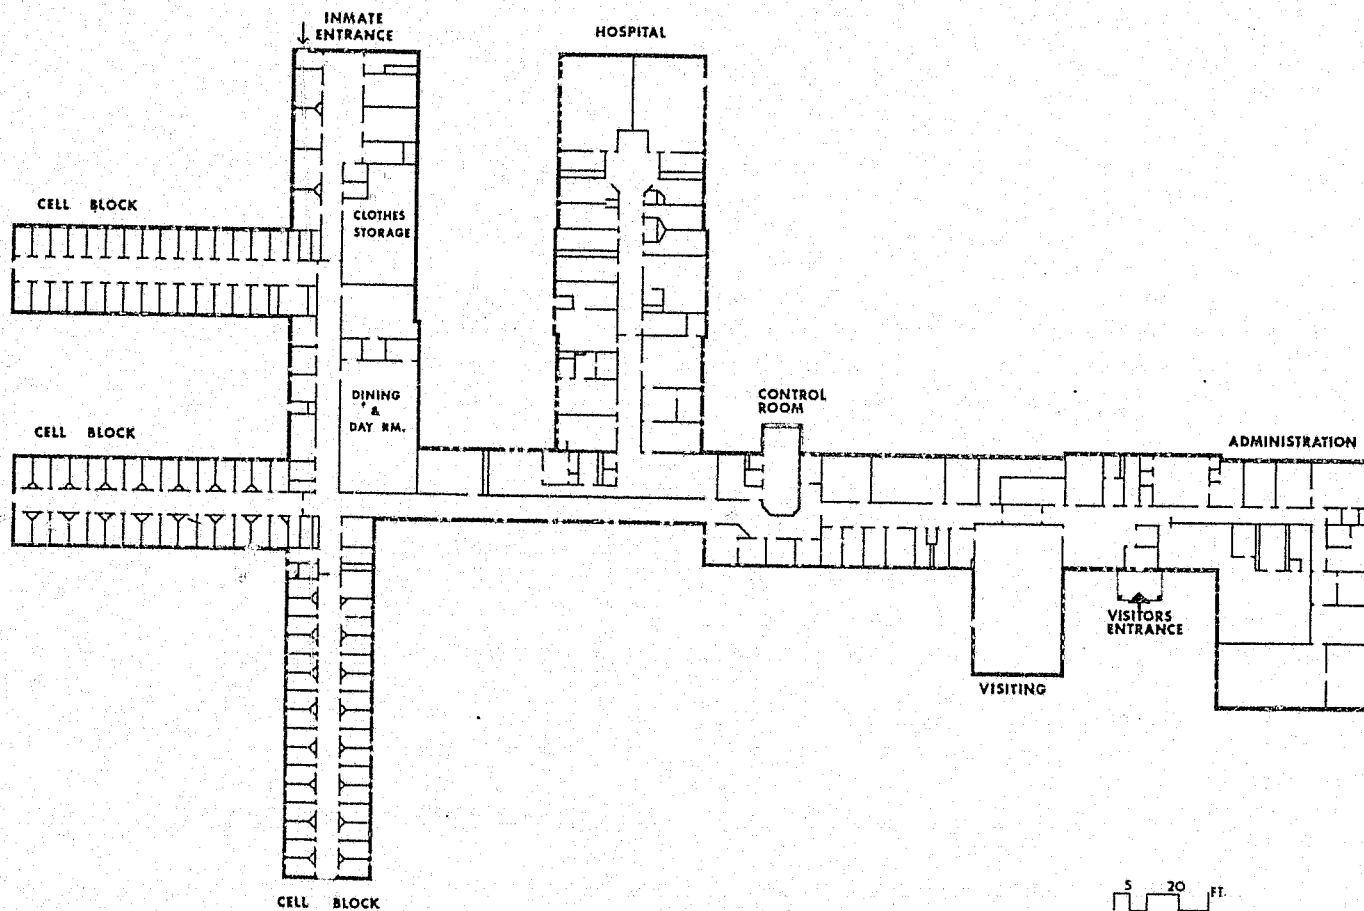 INMATE
ENTRANCE
HOSPITAL
CELL BLOCK
CLOTHES
STORAGE
DINING
&
DAY RM.
CONTROL
ROOM
CELL BLOCK
ADMINISTRATION
VISITORS
ENTRANCE
VISITING
CELL BLOCK
5 20 FT.